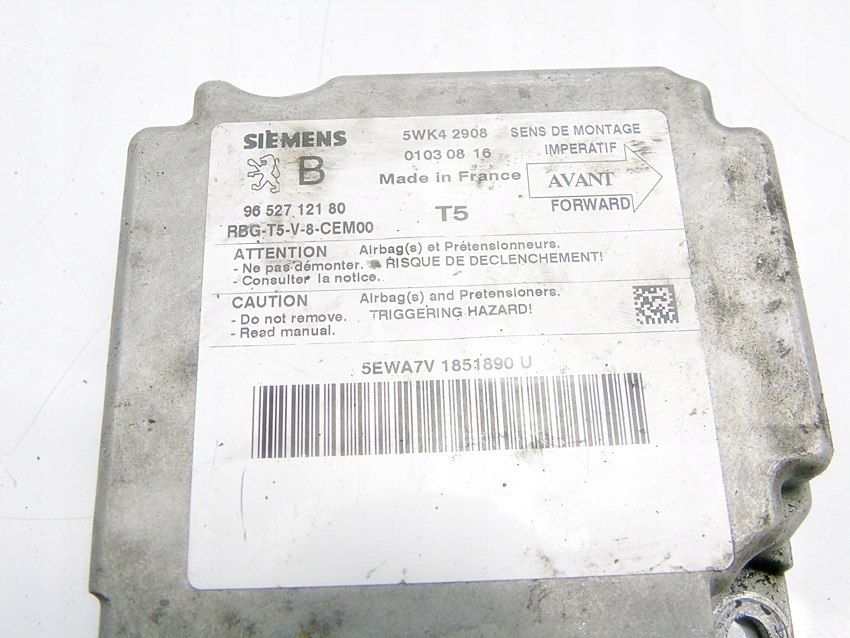 SIEMENS
B
96 527 121 80
RBG-T5-V-8-CEM00
5WK4 2908
0103 08 16
Made in France
T5
SENS DE MONTAGE
IMPERATIF
AVANT
FORWARD
ATTENTION Airbag(s) et Prétensionneurs.
- Ne pas démonter. RISQUE DE DECLENCHEMENT!
- Consulter la notice.
CAUTION Airbag(s) and Pretensioners.
- Do not remove. TRIGGERING HAZARD!
- Read manual.
5EWA7V 1851890 U